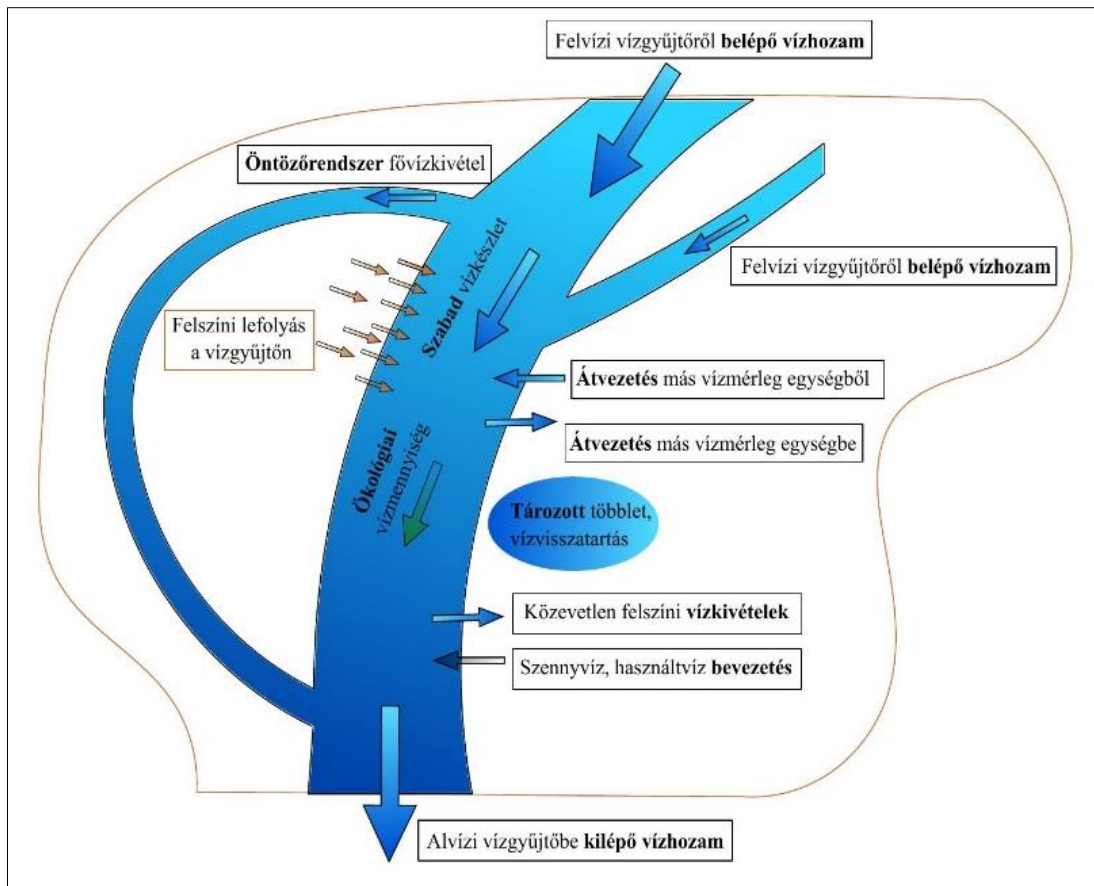 Felvízi vízgyűjtőről belépő vízhozam
Öntözőrendszer fővízkivétel
Felvízi vízgyűjtőről belépő vízhozam
Szabad vízkészlet
Felszíni lefolyás
a vízgyűjtőn
Átvezetés más vízmérleg egységből
Átvezetés más vízmérleg egységbe
Ökológiai
vízmennyiség
Tározott többlet,
vízvisszatartás
Közevetlen felszíni vízkivételek
Szennyvíz, használtvíz bevezetés
Alvízi vízgyűjtőbe kilépő vízhozam